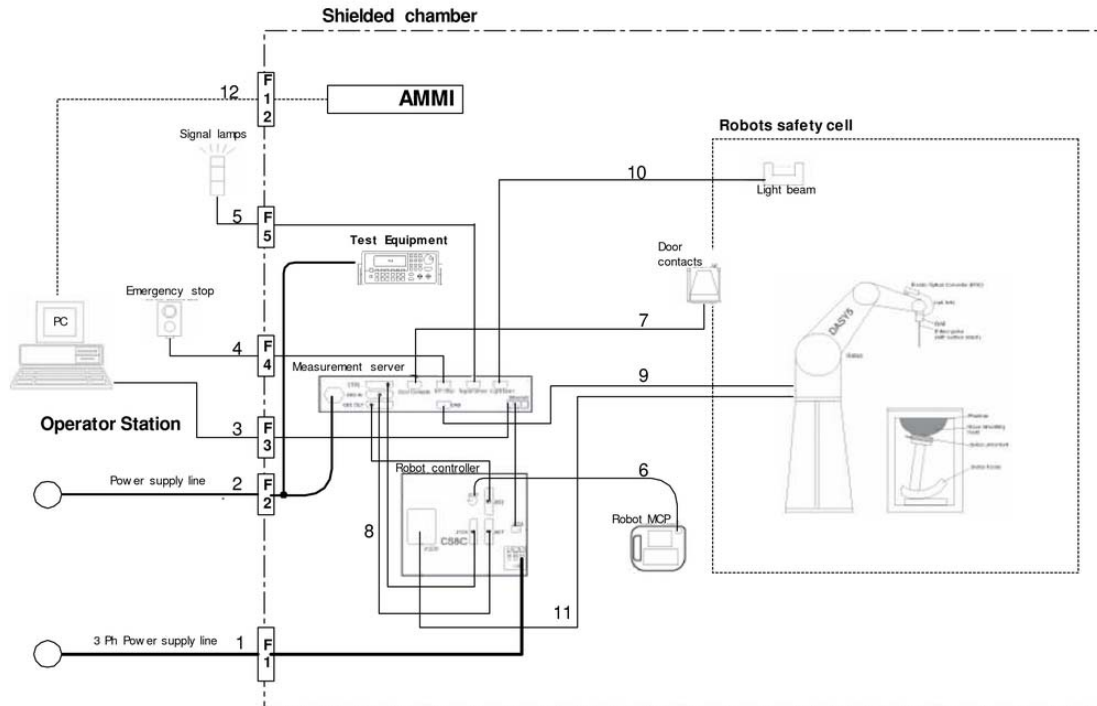 Shielded chamber
12
F
1
2
AMMI
Signal lamps
Robots safety cell
10
Light beam
5
F
5
Test Equipment
Door
contacts
Emergency stop
PC
7
DASY5
4
F
4
Measurement server
9
Operator Station
3
F
3
Robot controller
Power supply line
2
F
2
6
Robot MCP
8
CS8C
11
3 Ph Power supply line
1
F
1